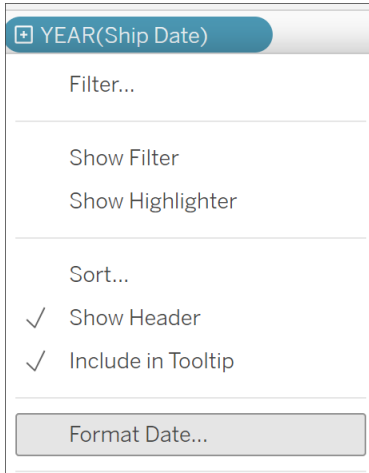 YEAR(Ship Date)
Filter...
Show Filter
Show Highlighter
Sort...
Show Header
Include in Tooltip
Format Date...